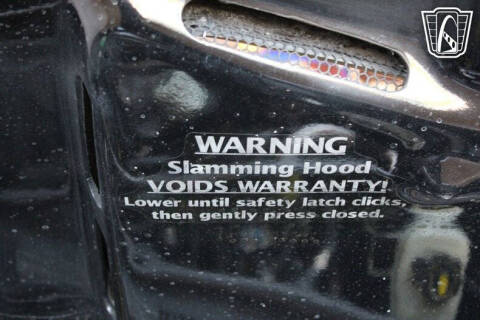 WARNING
Slamming Hood
VOIDS WARRANTY!
Lower until safety latch clicks,
then gently press closed.